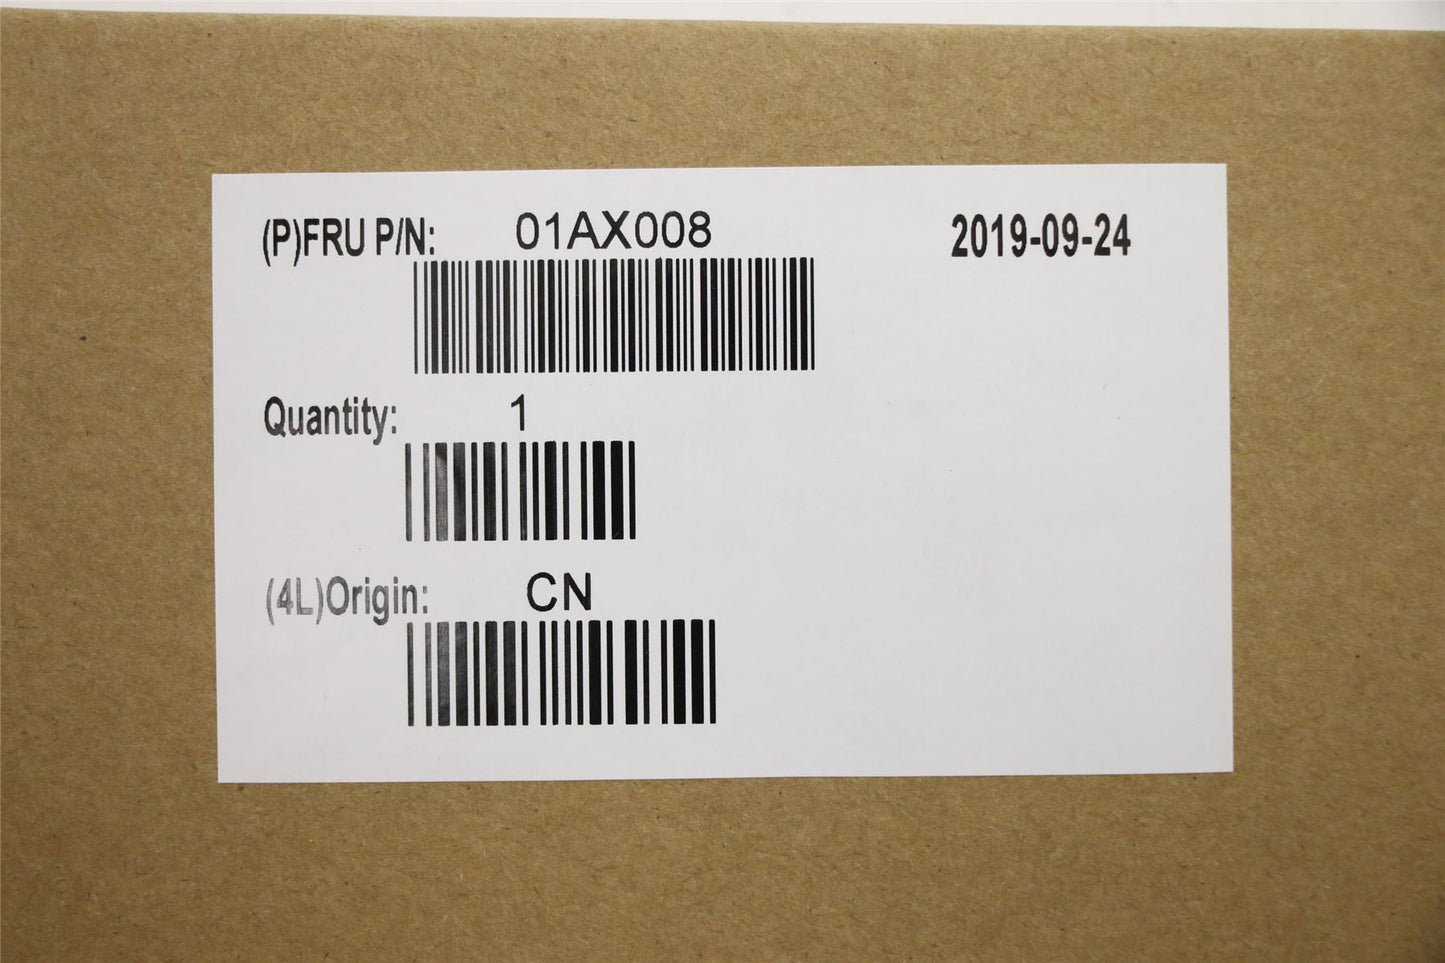 (P)FRU P/N: 01AX008 2019-09-24
Quantity: 1
(4L)Origin: CN